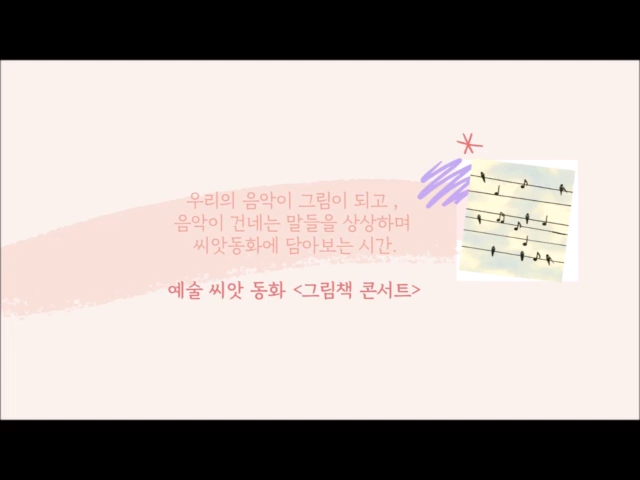 우리의 음악이 그림이 되고 ,
음악이 건네는 말들을 상상하며
씨앗동화에 담아보는 시간.
예술 씨앗 동화 <그림책 콘서트>